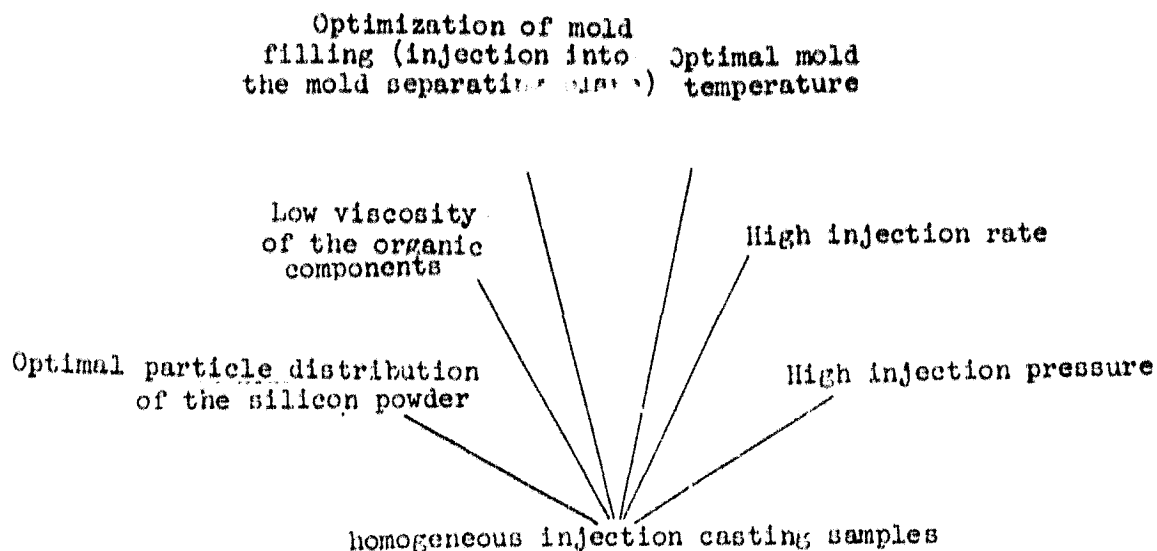 Optimization of mold
filling (injection into
the mold separating
Optimal mold
temperature
Low viscosity
of the organic
components
High injection rate
Optimal particle distribution
of the silicon powder
High injection pressure
homogeneous injection casting samples